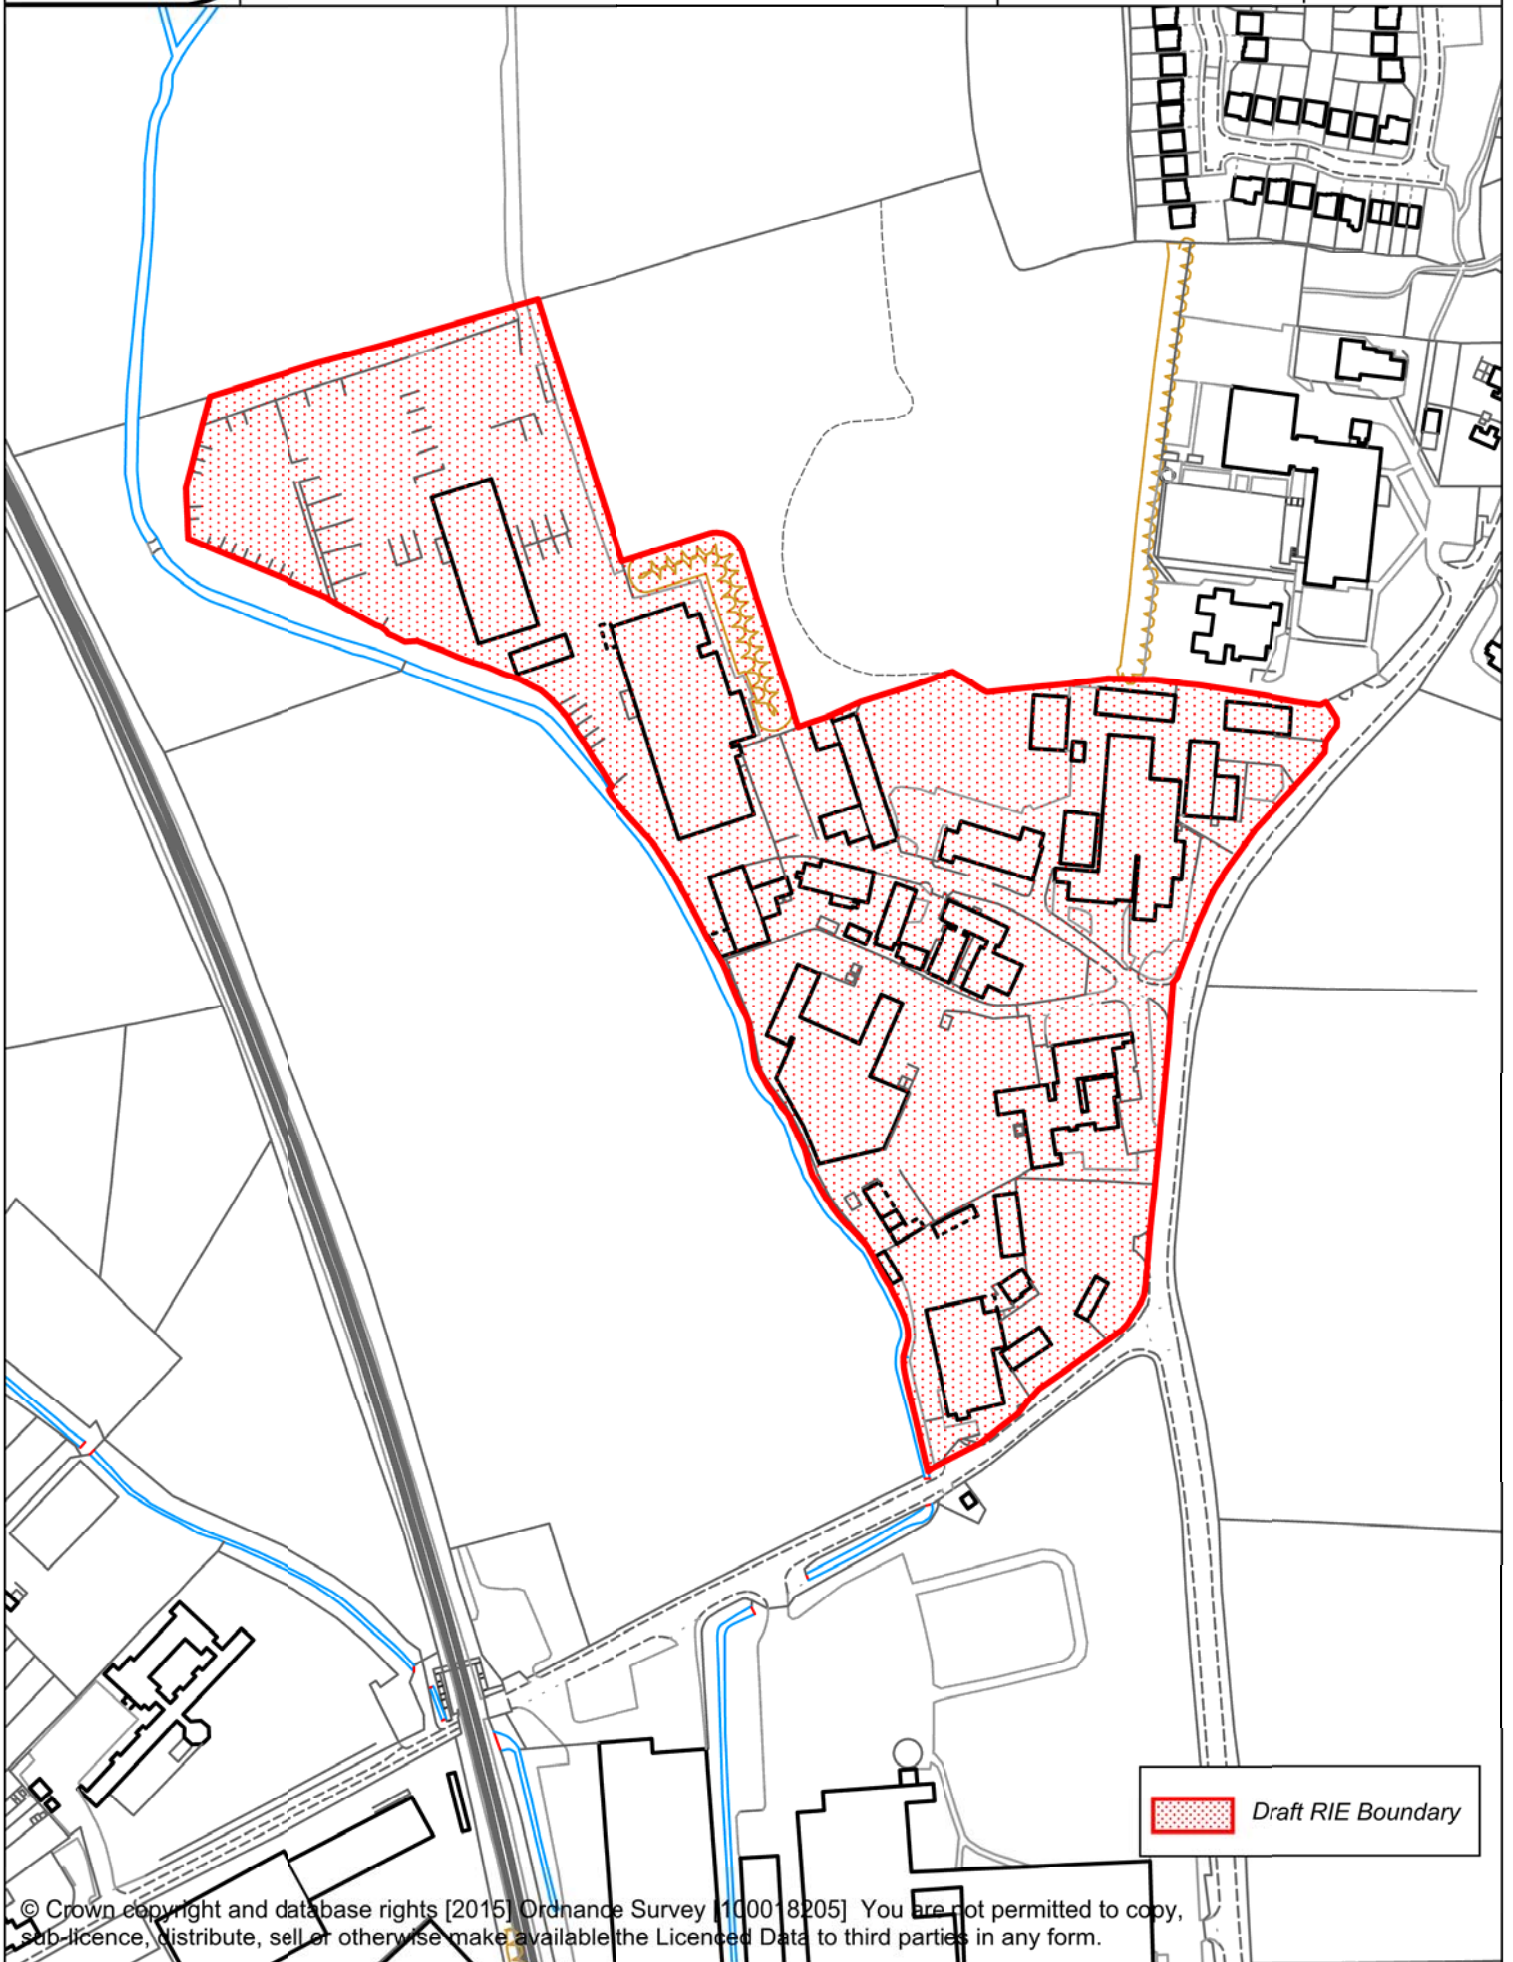 Draft RIE Boundary
© Crown copyright and database rights [2015] Ordnance Survey [100018205] You are not permitted to copy,
sub-licence, distribute, sell or otherwise make available the Licenced Data to third parties in any form.